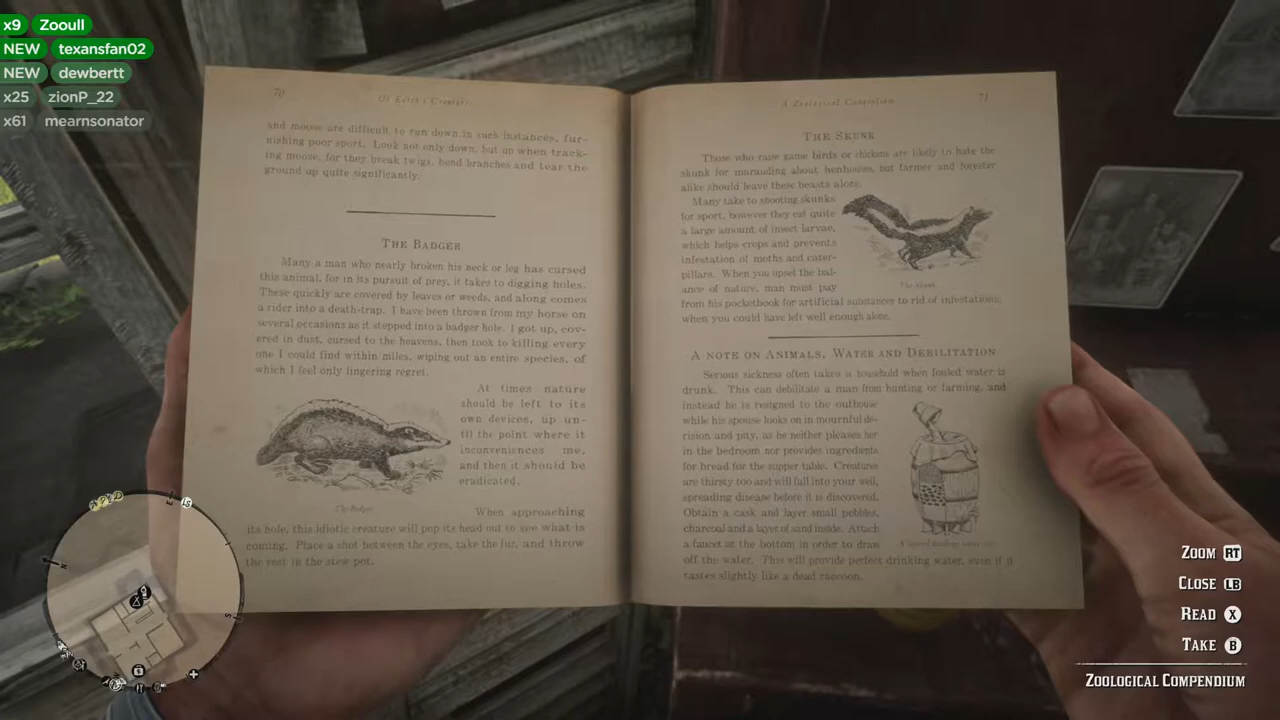 x9 Zooull
NEW texansfan02
NEW dewbertt
x25 zionP_22
x61 mearnsonator
70
Of Earth's Creatures
and moose are difficult to run down in such instances, fur-
nishing poor sport. Look not only down, but up when track-
ing moose, for they break twigs, bend branches and tear the
ground up quite significantly.
THE BADGER
Many a man who nearly broken his neck or leg has cursed
this animal, for in its pursuit of prey, it takes to digging holes.
These quickly are covered by leaves or weeds, and along comes
a rider into a death-trap. I have been thrown from my horse on
several occasions as it stepped into a badger hole. I got up, cov-
ered in dust, cursed to the heavens, then took to killing every
one I could find within miles, wiping out an entire species, of
which I feel only lingering regret.
At times nature
should be left to its
own devices, up un-
til the point where it
inconveniences me,
and then it should be
eradicated.
The Badger
When approaching
its hole, this idiotic creature will pop its head out to see what is
coming. Place a shot between the eyes, take the fur, and throw
the rest in the stew pot.
A Zoological Compendium
71
THE SKUNK
Those who raise game birds or chickens are likely to hate the
skunk for marauding about henhouses, but farmer and forester
alike should leave these beasts alone.
Many take to shooting skunks
for sport, however they eat quite
a large amount of insect larvae,
which helps crops and prevents
infestation of moths and cater-
pillars. When you upset the bal-
ance of nature, man must pay
The Skunk
from his pocketbook for artificial substances to rid of infestations,
when you could have left well enough alone.
A NOTE ON ANIMALS, WATER AND DEBILITATION
Serious sickness often takes a household when fouled water is
drunk. This can debilitate a man from hunting or farming, and
instead he is resigned to the outhouse
while his spouse looks on in mournful de-
rision and pity, as he neither pleases her
in the bedroom nor provides ingredients
for bread for the supper table. Creatures
are thirsty too and will fall into your well,
spreading disease before it is discovered.
Obtain a cask and layer small pebbles,
charcoal and a layer of sand inside. Attach
a faucet at the bottom in order to draw
off the water. This will provide perfect drinking water, even if it
tastes slightly like a dead raccoon.
ZOOM RT
CLOSE LB
READ X
TAKE B
ZOOLOGICAL COMPENDIUM